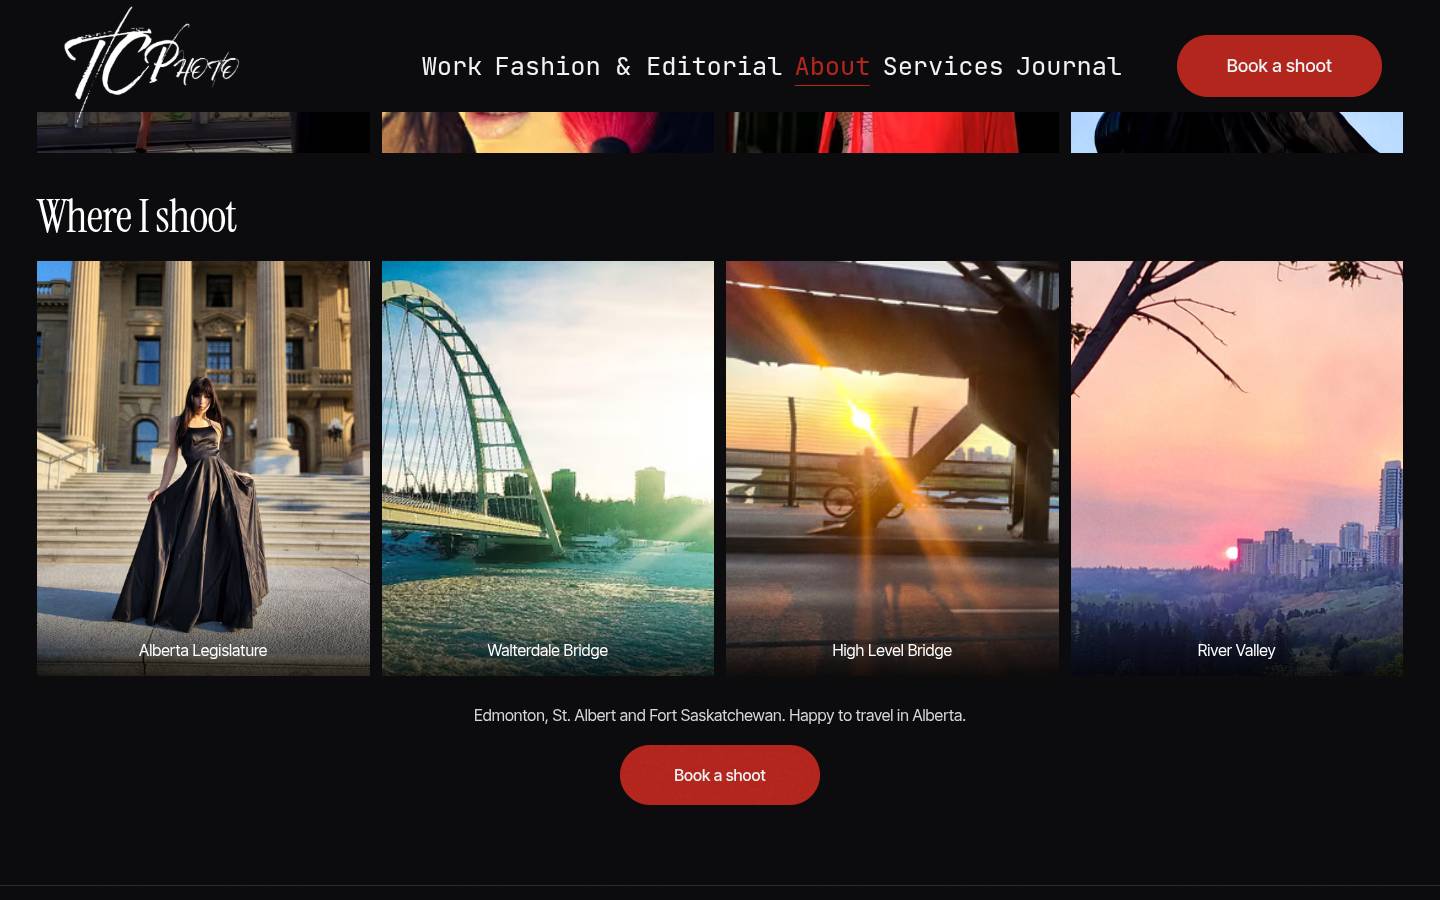 TCPHOTO
Work Fashion & Editorial About Services Journal
Book a shoot
Where I shoot
Alberta Legislature
Walterdale Bridge
High Level Bridge
River Valley
Edmonton, St. Albert and Fort Saskatchewan. Happy to travel in Alberta.
Book a shoot